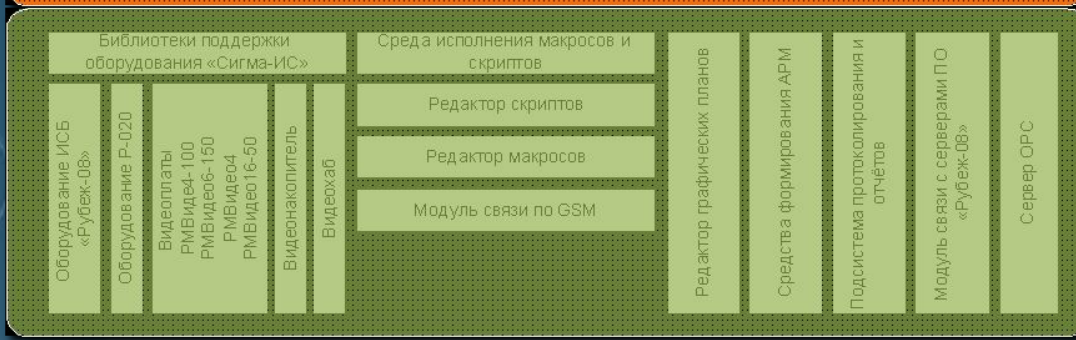 Библиотеки поддержки
оборудования «Сигма-ИС»
Оборудование ИСБ
«Рубеж-08»
Оборудование Р-020
Видеоплаты
РМВиде4-100
РМВидео6-150
РМВидео4
РМВидео16-50
Видеонакопитель
Видеохаб
Среда исполнения макросов и
скриптов
Редактор скриптов
Редактор макросов
Модуль связи по GSM
Редактор графических планов
Средства формирования АРМ
Подсистема протоколирования и
отчётов
Модуль связи с серверами ПО
«Рубеж-08»
Сервер OPC